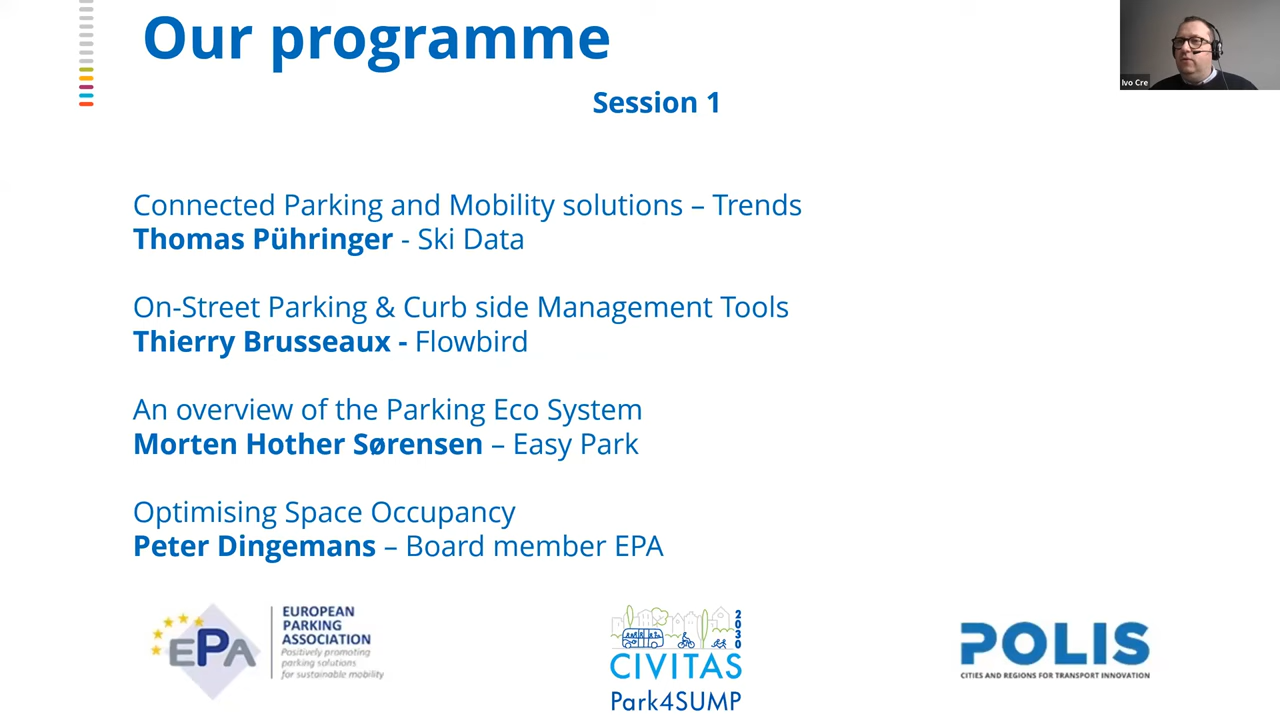 Our programme
Ivo Cre
Session 1
Connected Parking and Mobility solutions – Trends
Thomas Pühringer - Ski Data
On-Street Parking & Curb side Management Tools
Thierry Brusseaux - Flowbird
An overview of the Parking Eco System
Morten Hother Sørensen – Easy Park
Optimising Space Occupancy
Peter Dingemans – Board member EPA
EPA
EUROPEAN
PARKING
ASSOCIATION
Positively promoting
parking solutions
for sustainable mobility
2030
CIVITAS
Park4SUMP
POLIS
CITIES AND REGIONS FOR TRANSPORT INNOVATION